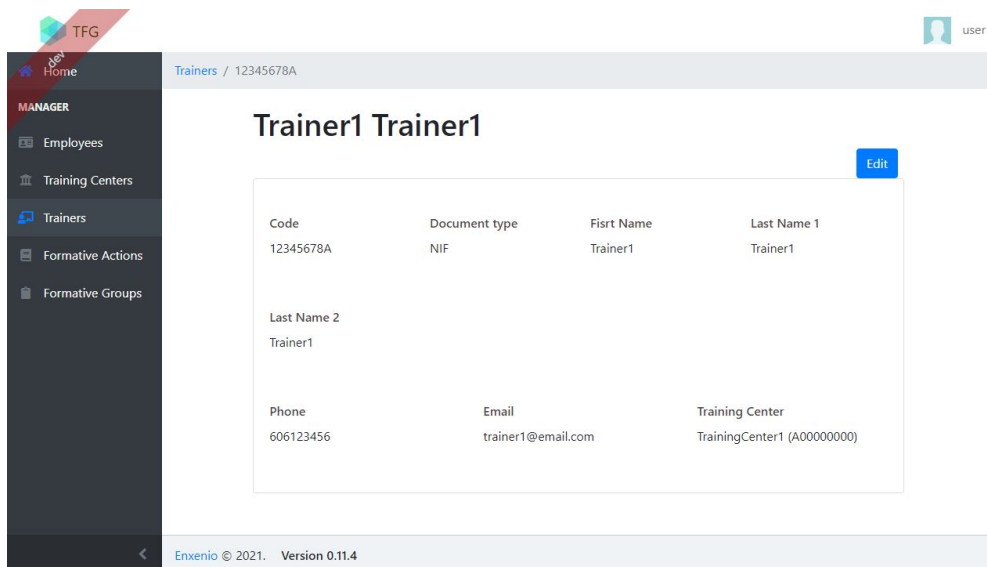 TFG
user
dev
Home
Trainers / 12345678A
MANAGER
Trainer1 Trainer1
Employees
Edit
Training Centers
Trainers
Code Document type Fisrt Name Last Name 1
12345678A NIF Trainer1 Trainer1
Formative Actions
Formative Groups
Last Name 2
Trainer1
Phone Email Training Center
606123456 trainer1@email.com TrainingCenter1 (A00000000)
Enxenio © 2021. Version 0.11.4